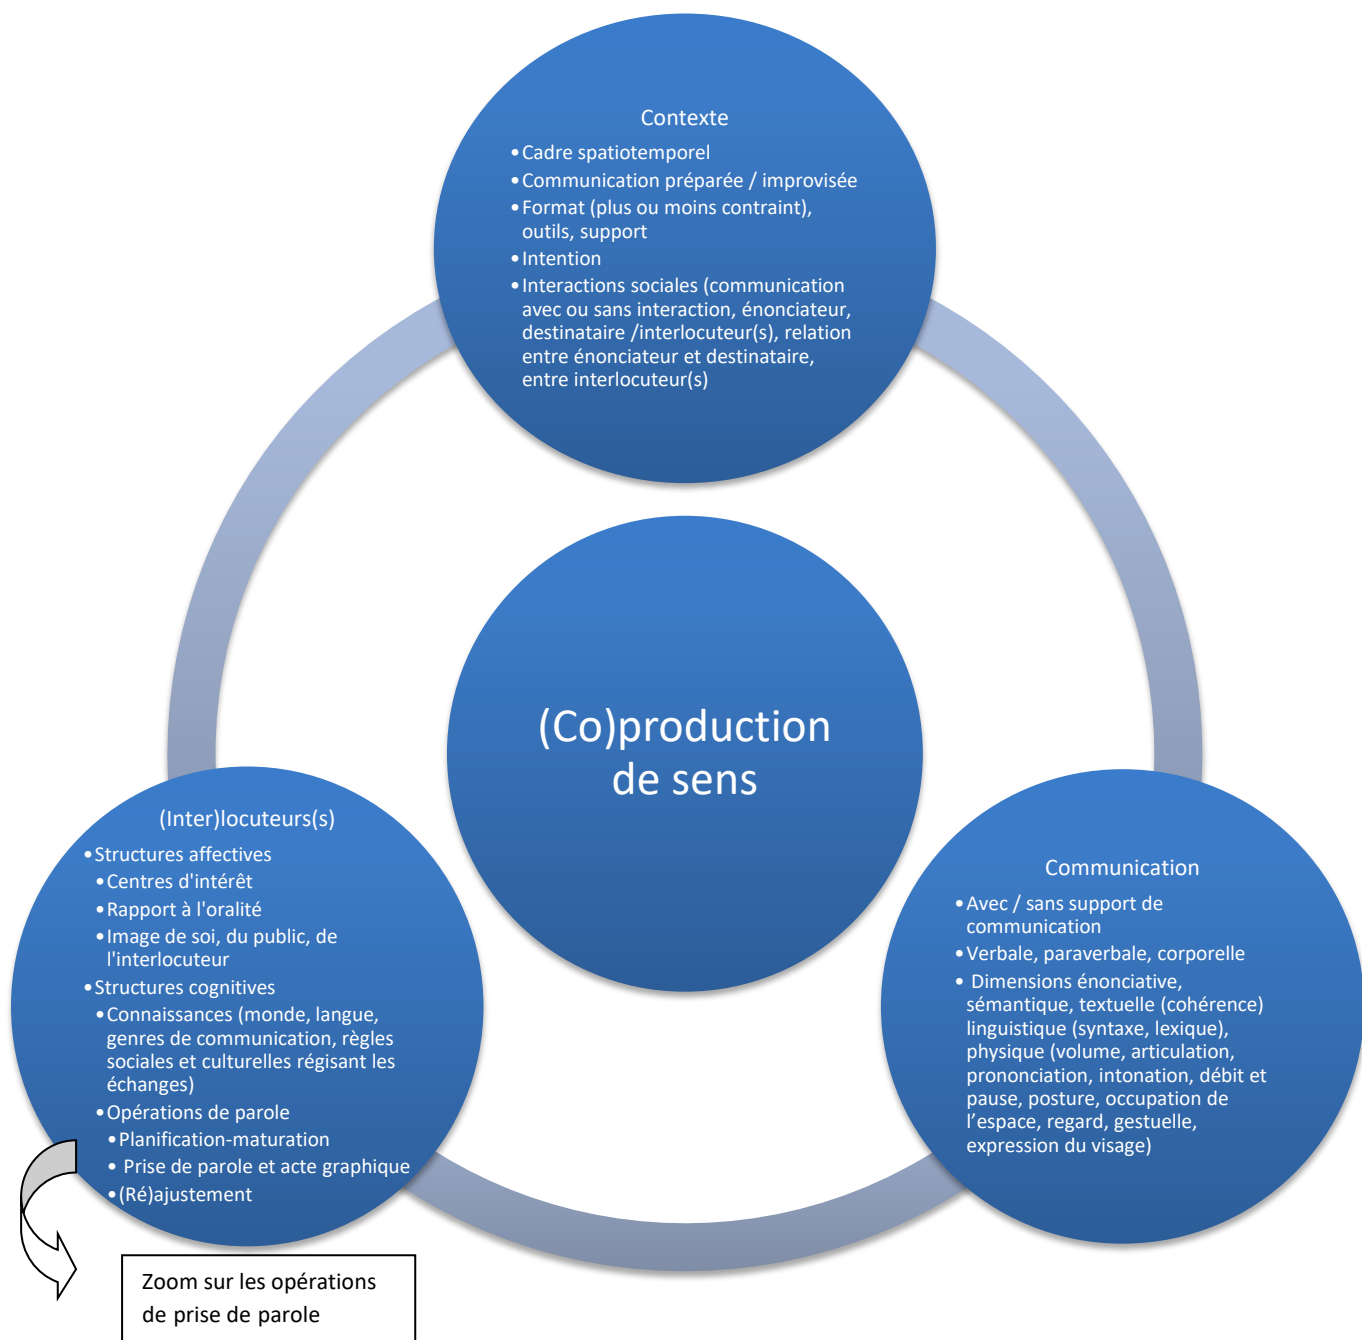 Contexte
•Cadre spatiotemporel
•Communication préparée / improvisée
•Format (plus ou moins contraint),
outils, support
•Intention
•Interactions sociales (communication
avec ou sans interaction, énonciateur,
destinataire /interlocuteur(s), relation
entre énonciateur et destinataire,
entre interlocuteur(s)
(Co)production
de sens
(Inter)locuteurs(s)
•Structures affectives
•Centres d'intérêt
•Rapport à l'oralité
•Image de soi, du public, de
l'interlocuteur
•Structures cognitives
•Connaissances (monde, langue,
genres de communication, règles
sociales et culturelles régisant les
échanges)
•Opérations de parole
•Planification-maturation
• Prise de parole et acte graphique
•(Ré)ajustement
Communication
•Avec / sans support de
communication
•Verbale, paraverbale, corporelle
• Dimensions énonciative,
sémantique, textuelle (cohérence)
linguistique (syntaxe, lexique),
physique (volume, articulation,
prononciation, intonation, débit et
pause, posture, occupation de
l’espace, regard, gestuelle,
expression du visage)
Zoom sur les opérations
de prise de parole